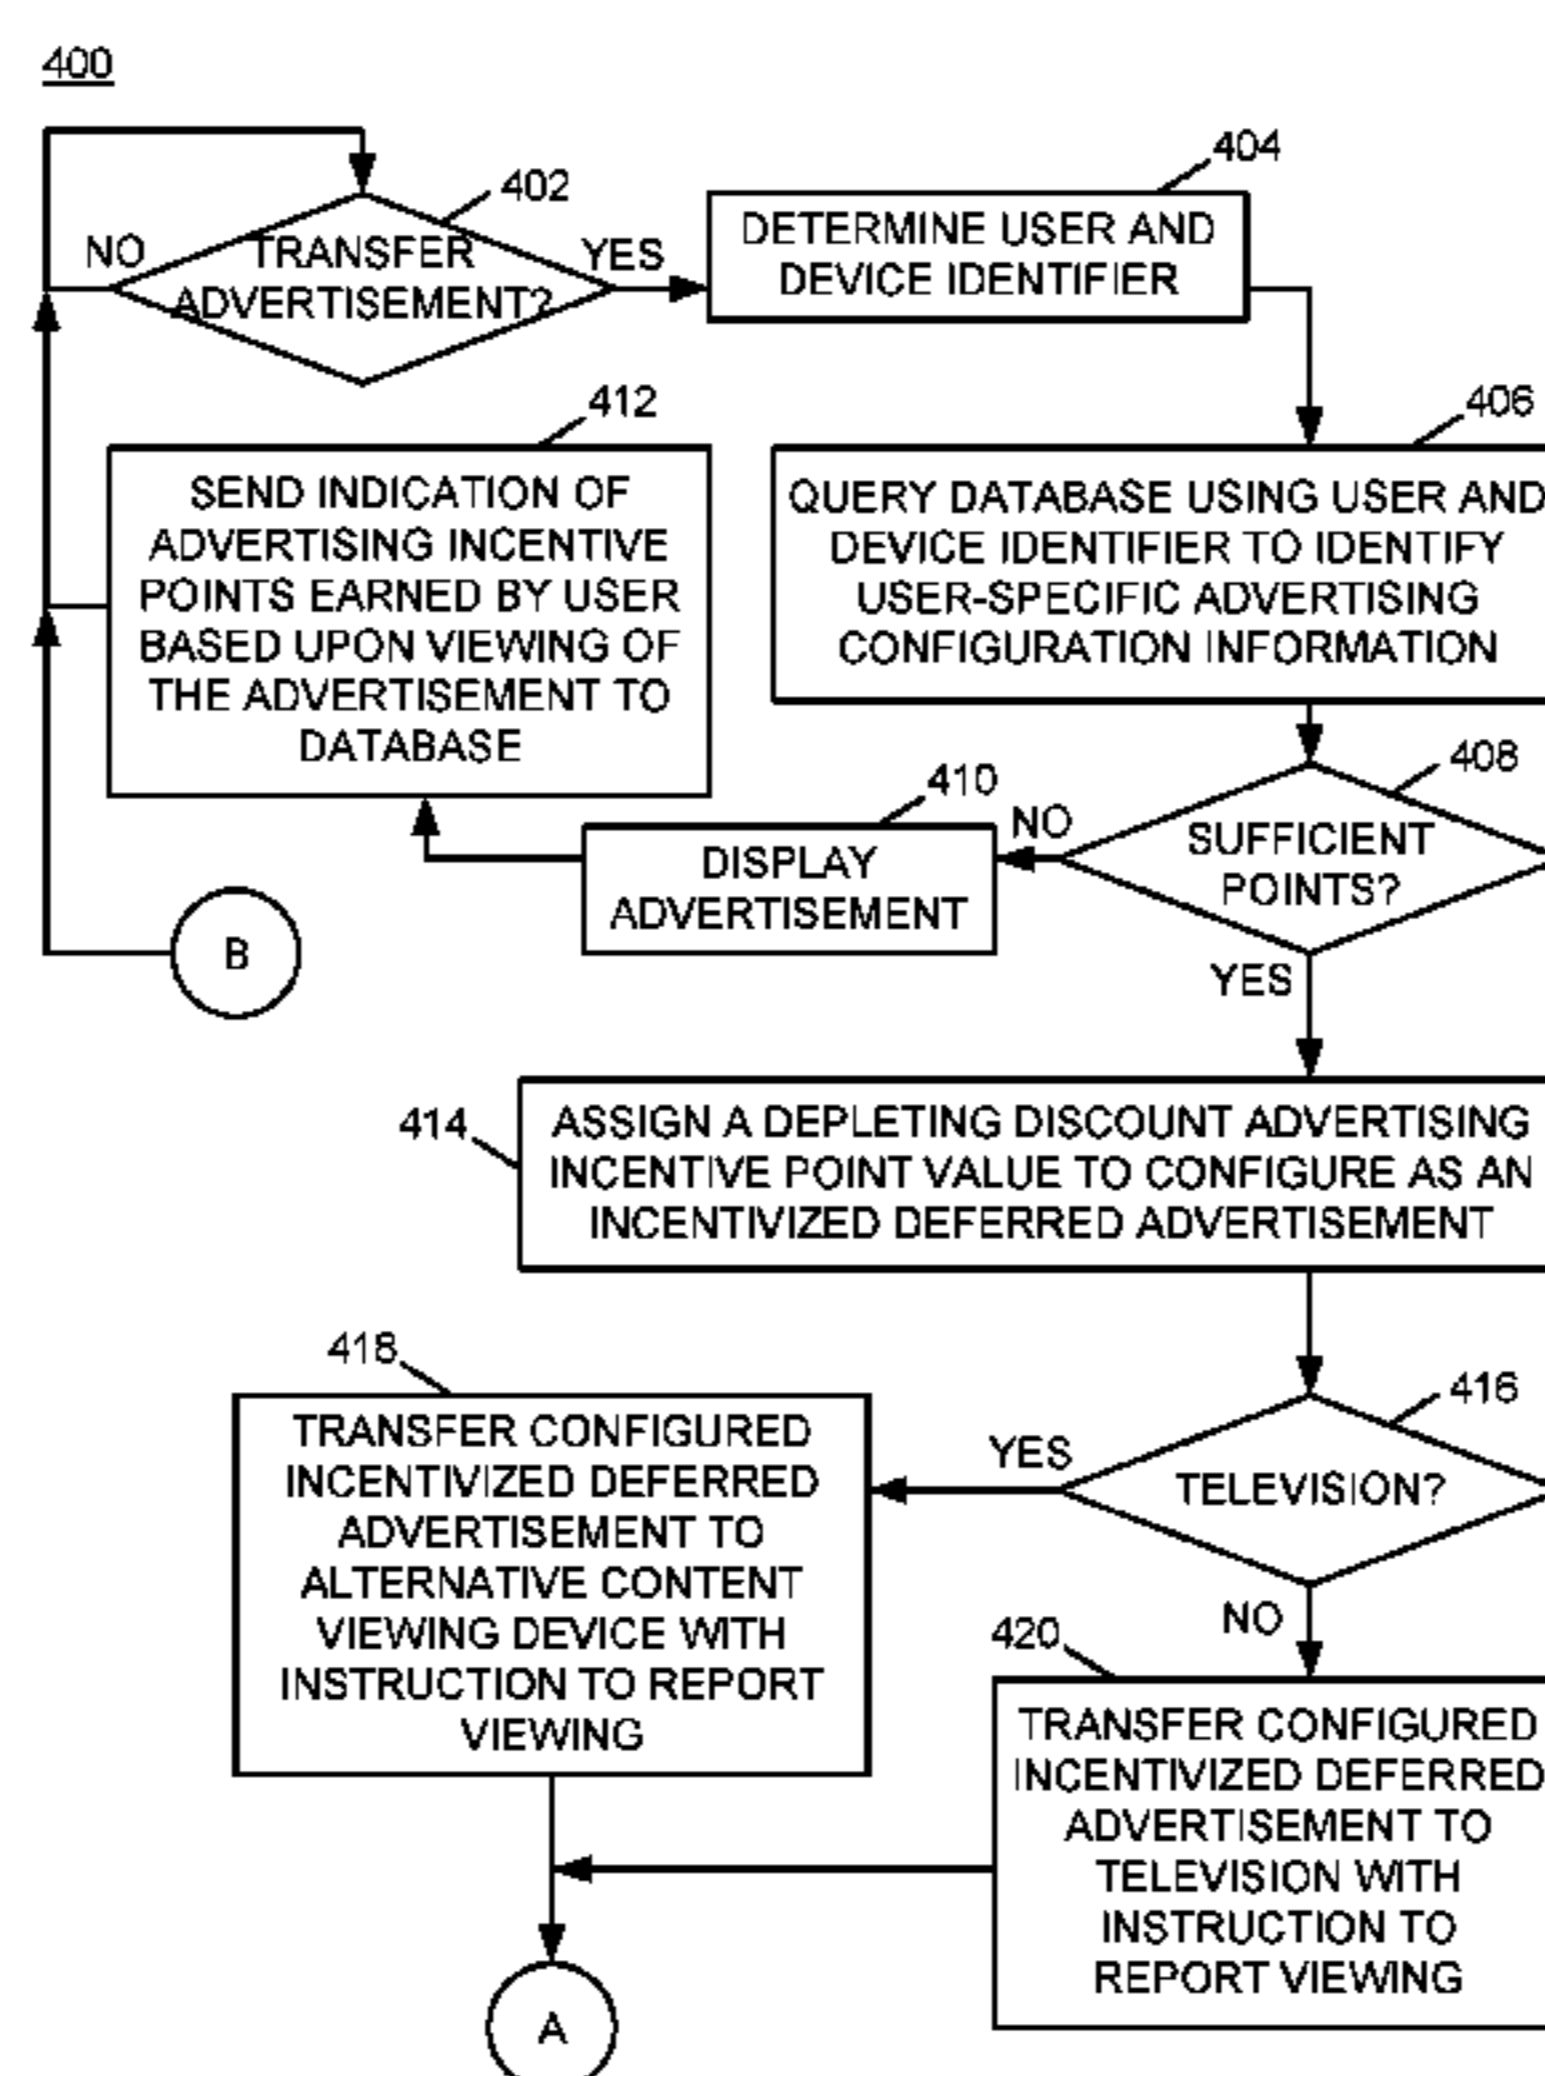 400
402
NO
TRANSFER
ADVERTISEMENT?
YES
404
DETERMINE USER AND
DEVICE IDENTIFIER
412
SEND INDICATION OF
ADVERTISING INCENTIVE
POINTS EARNED BY USER
BASED UPON VIEWING OF
THE ADVERTISEMENT TO
DATABASE
406
QUERY DATABASE USING USER AND
DEVICE IDENTIFIER TO IDENTIFY
USER-SPECIFIC ADVERTISING
CONFIGURATION INFORMATION
408
SUFFICIENT
POINTS?
NO
YES
410
DISPLAY
ADVERTISEMENT
B
414
ASSIGN A DEPLETING DISCOUNT ADVERTISING
INCENTIVE POINT VALUE TO CONFIGURE AS AN
INCENTIVIZED DEFERRED ADVERTISEMENT
416
TELEVISION?
YES
NO
418
TRANSFER CONFIGURED
INCENTIVIZED DEFERRED
ADVERTISEMENT TO
ALTERNATIVE CONTENT
VIEWING DEVICE WITH
INSTRUCTION TO REPORT
VIEWING
420
TRANSFER CONFIGURED
INCENTIVIZED DEFERRED
ADVERTISEMENT TO
TELEVISION WITH
INSTRUCTION TO
REPORT VIEWING
A